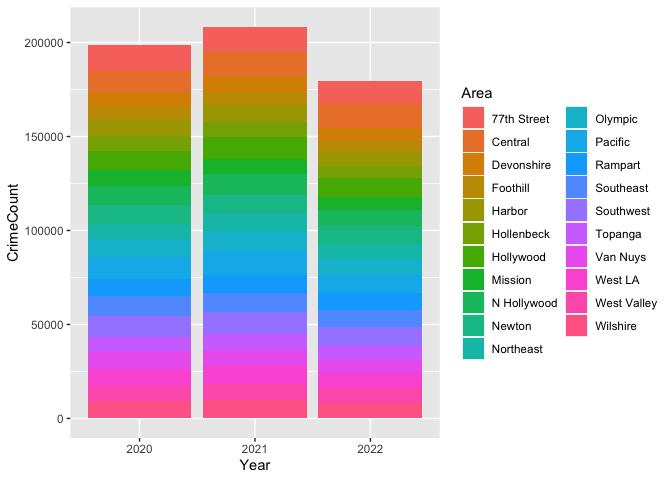 200000
150000
100000
50000
0
CrimeCount
2020 2021 2022
Year
Area
77th Street
Central
Devonshire
Foothill
Harbor
Hollenbeck
Hollywood
Mission
N Hollywood
Newton
Northeast
Olympic
Pacific
Rampart
Southeast
Southwest
Topanga
Van Nuys
West LA
West Valley
Wilshire